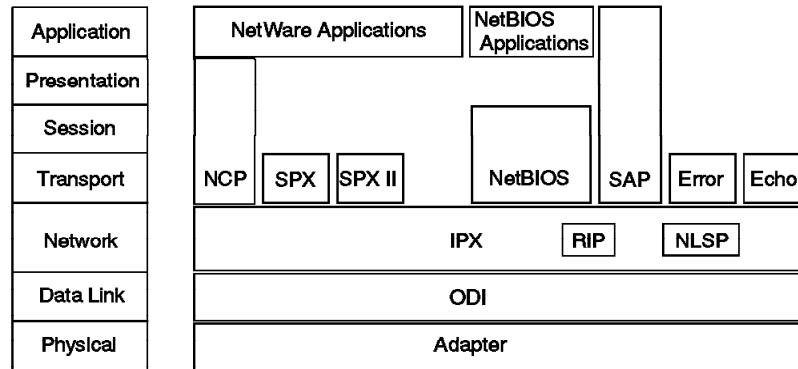 Application
NetWare Applications
NetBIOS
Applications
Presentation
Session
Transport
NCP
SPX
SPX II
NetBIOS
SAP
Error
Echo
Network
IPX
RIP
NLSP
Data Link
ODI
Physical
Adapter